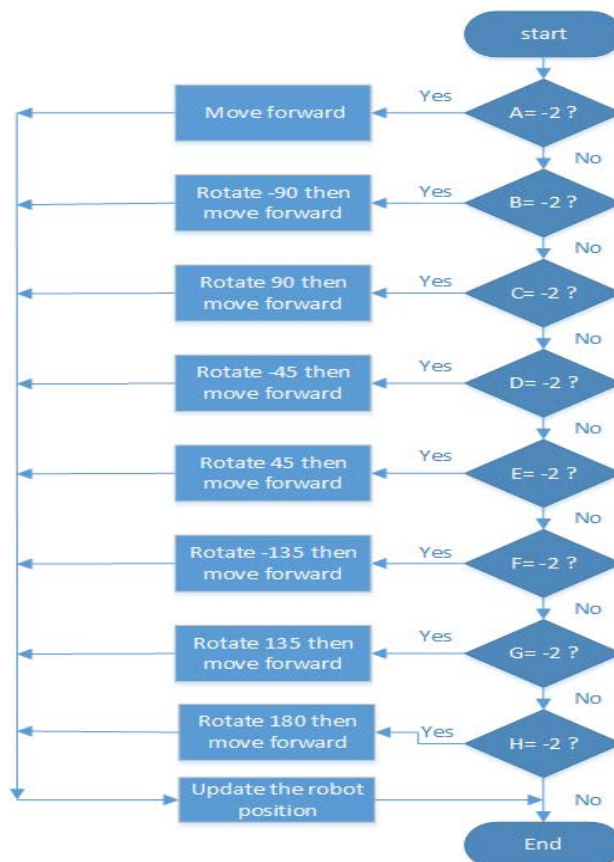 start
Move forward
Yes
A= -2 ?
No
Rotate -90 then
move forward
Yes
B= -2 ?
No
Rotate 90 then
move forward
Yes
C= -2 ?
No
Rotate -45 then
move forward
Yes
D= -2 ?
No
Rotate 45 then
move forward
Yes
E= -2 ?
No
Rotate -135 then
move forward
Yes
F= -2 ?
No
Rotate 135 then
move forward
Yes
G= -2 ?
No
Rotate 180 then
move forward
Yes
H= -2 ?
No
Update the robot
position
End